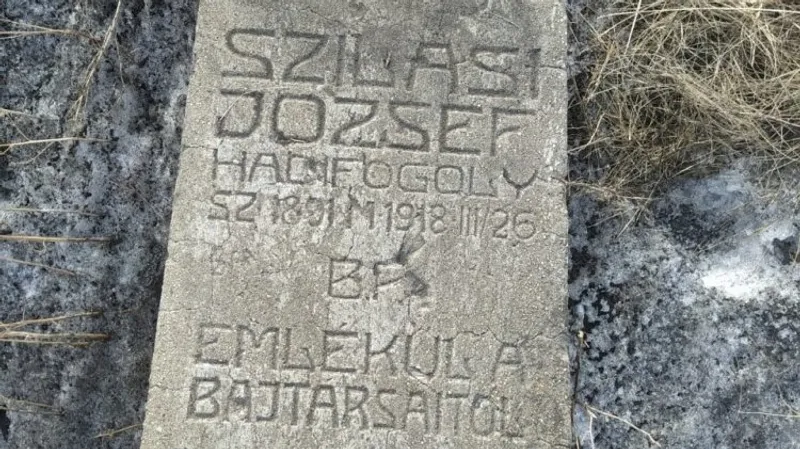 SZILASI
JÓZSEF
HADIFOGOLY
SZ 1891 M 1918 III/26
B.P.
EMLÉKÜL A
BAJTÁRSAITÓL